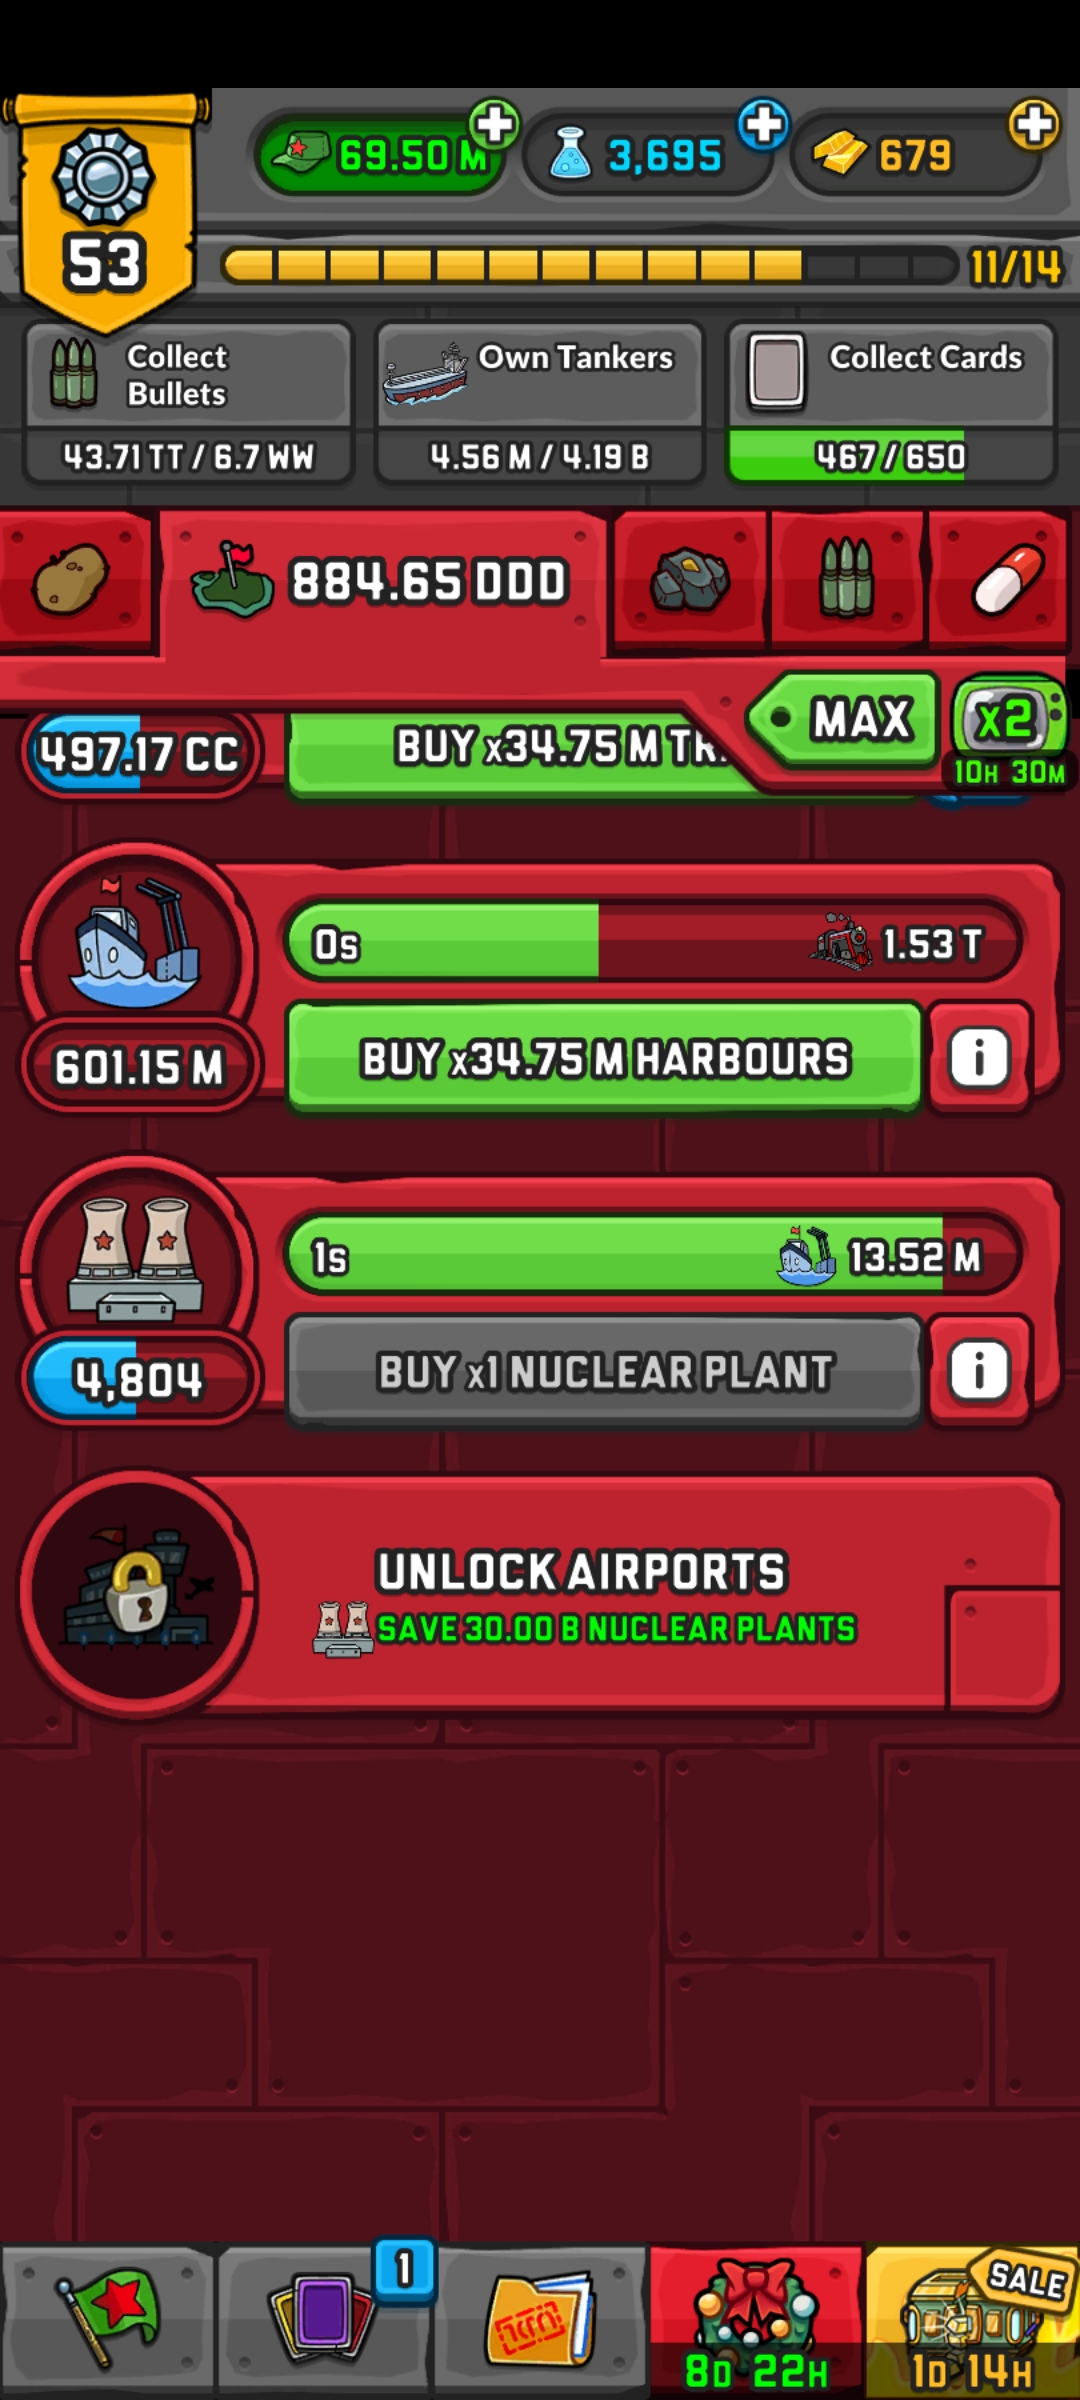 69.50 M
3,695
679
53
11/14
Collect
Bullets
Own Tankers
Collect Cards
43.71 TT / 6.7 WW
4.56 M / 4.19 B
467 / 650
884.65 DDD
MAX
x2
10H 30M
497.17 CC
BUY x34.75 M TR.
0s
1.53 T
601.15 M
BUY x34.75 M HARBOURS
i
1s
13.52 M
4,804
BUY x1 NUCLEAR PLANT
i
UNLOCK AIRPORTS
SAVE 30.00 B NUCLEAR PLANTS
1
SALE
8D 22H
1D 14H